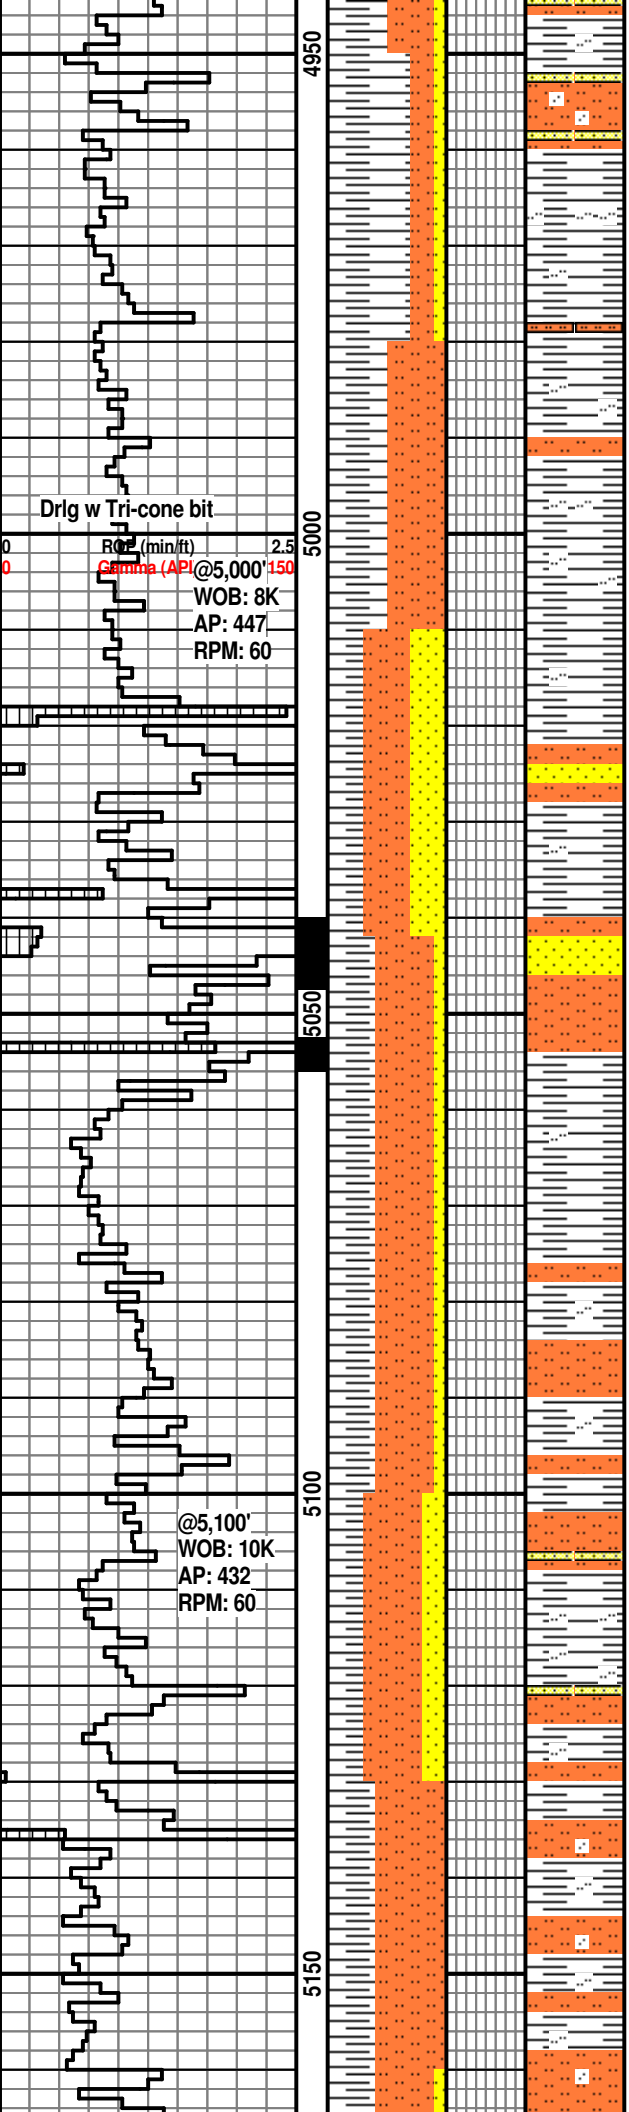 4950
Drlg w Tri-cone bit
5000
0 ROP (min/ft) 2.5
0 Gamma (API 150
@5,000'
WOB: 8K
AP: 447
RPM: 60
5050
5100
@5,100'
WOB: 10K
AP: 432
RPM: 60
5150